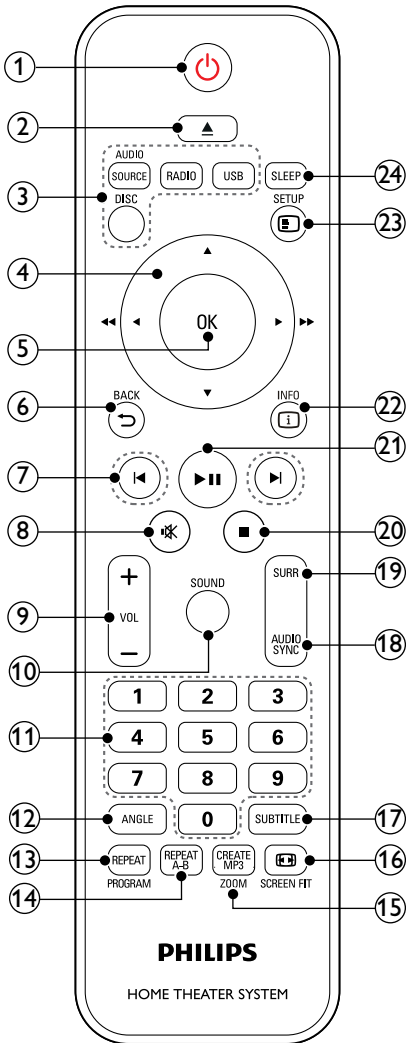 1
2
AUDIO
SOURCE RADIO USB SLEEP 24
3 DISC SETUP
23
4
OK
5
BACK INFO
6 i 22
21
7
8 20
+ SURR 19
SOUND
9 VOL
AUDIO
SYNC 18
−
10
1 2 3
11 4 5 6
7 8 9
12 ANGLE 0 SUBTITLE 17
13 REPEAT REPEAT
A-B CREATE
MP3 16
PROGRAM ZOOM SCREEN FIT
14 15
PHILIPS
HOME THEATER SYSTEM